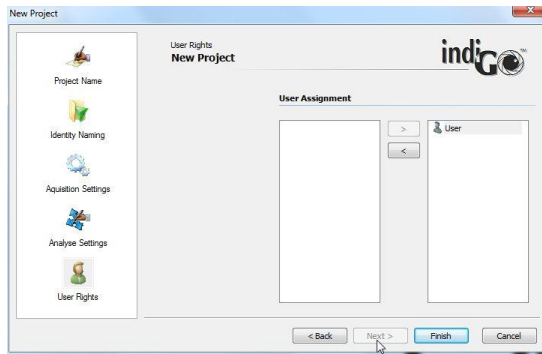 New Project
User Rights
New Project
indiGo™
Project Name
Identity Naming
Aquisition Settings
Analyse Settings
User Rights
User Assignment
>
<
User
< Back
Next >
Finish
Cancel